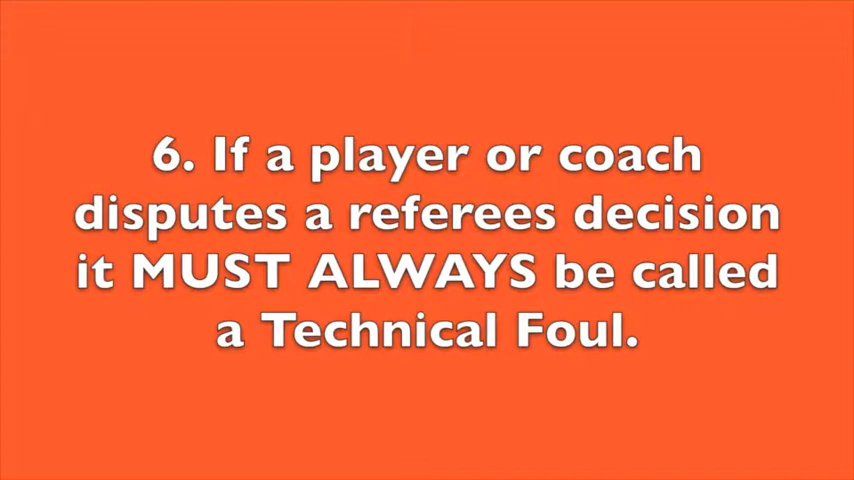 6. If a player or coach
disputes a referees decision
it MUST ALWAYS be called
a Technical Foul.